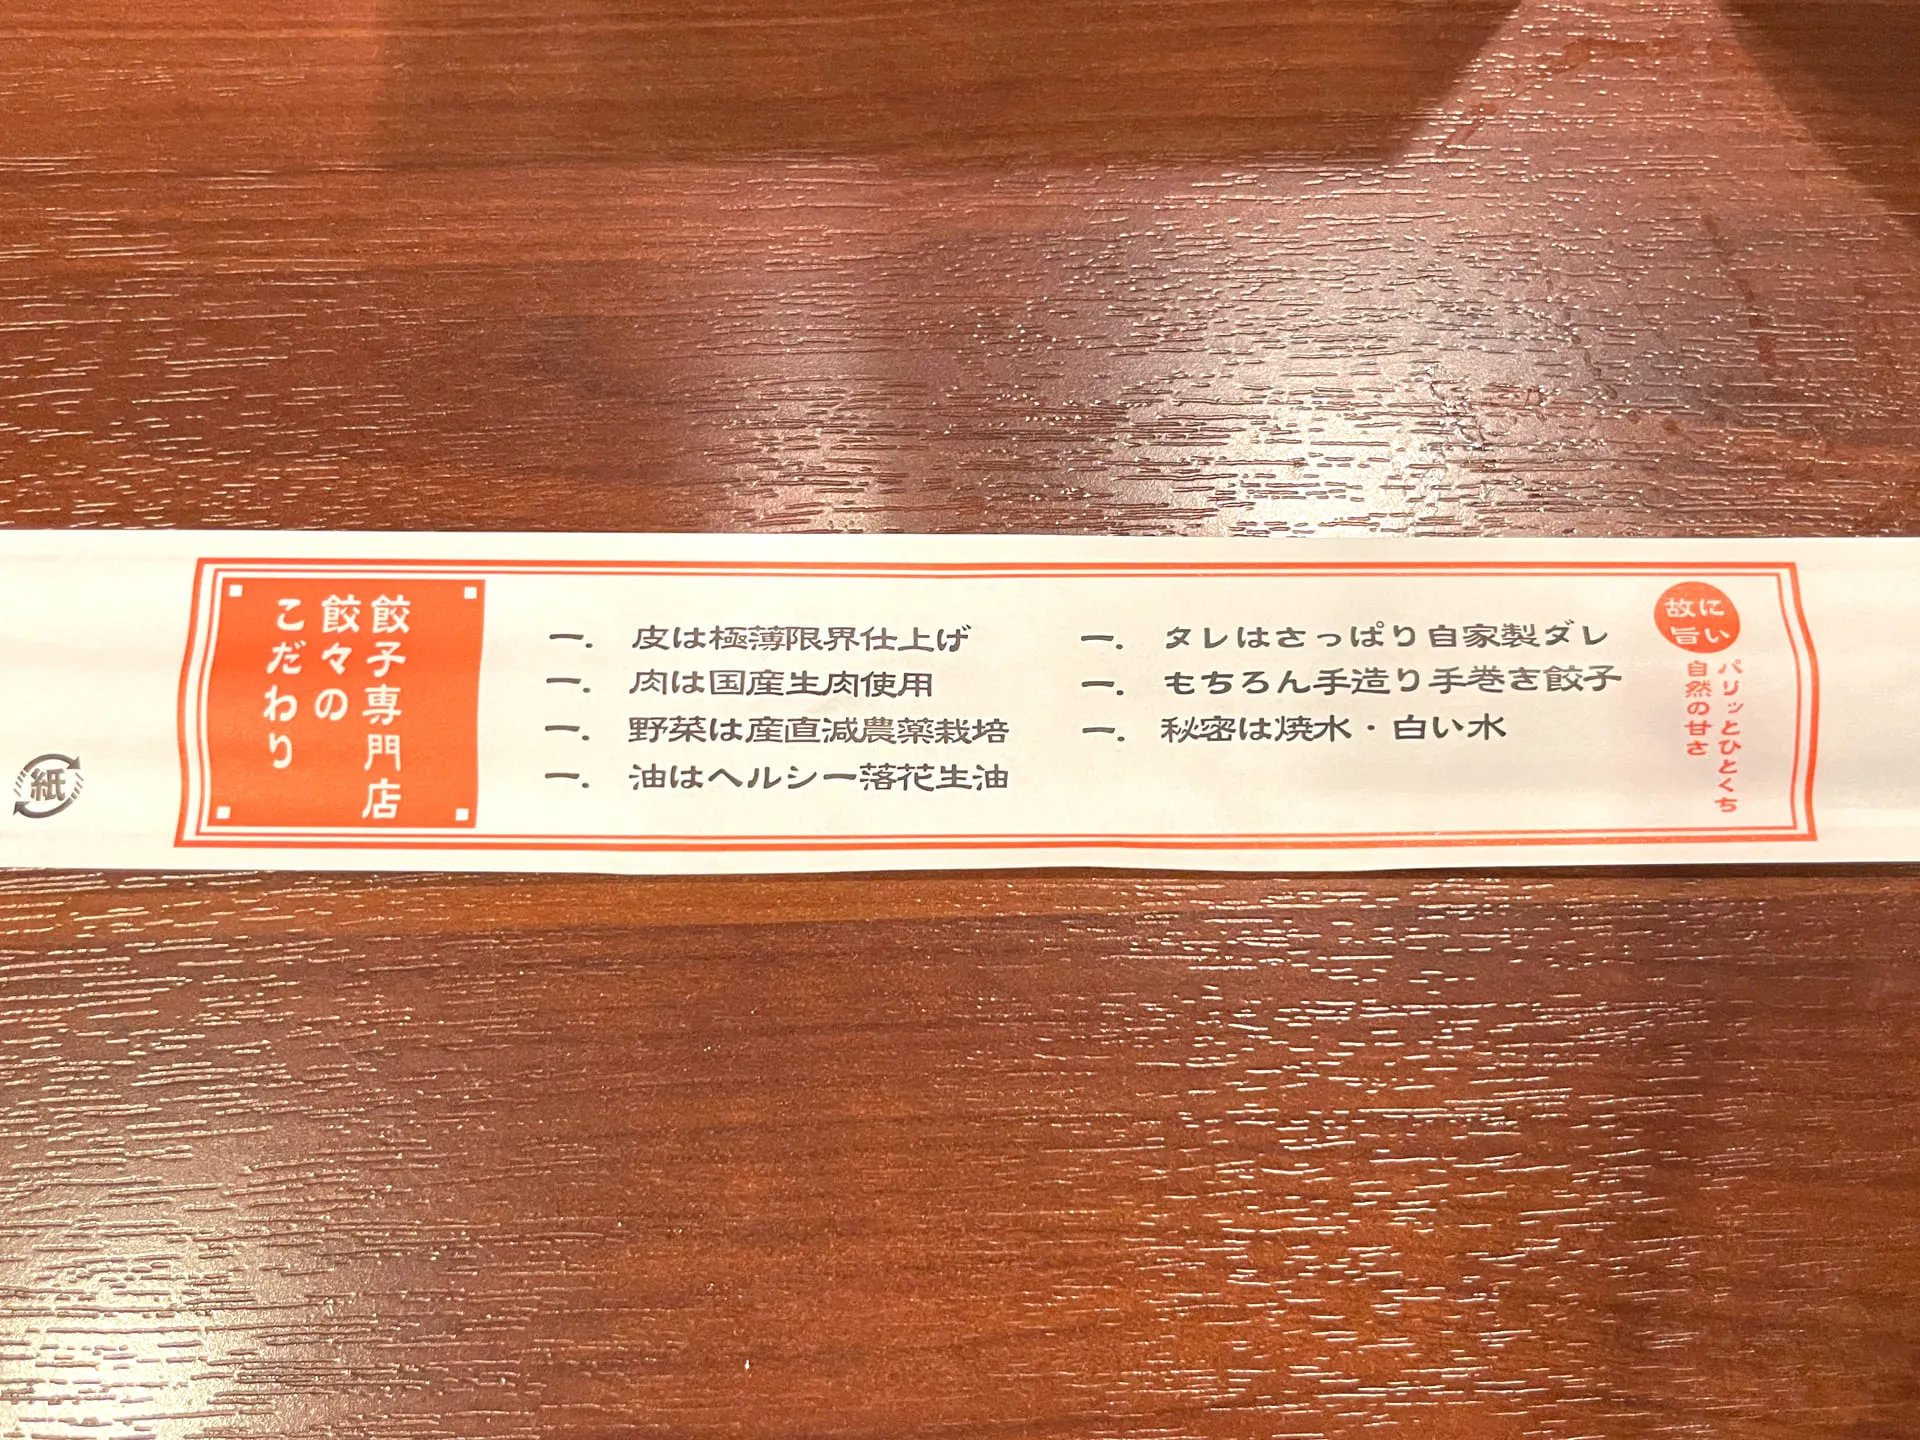 紙
餃子専門店
餃々の
こだわり
一. 皮は極薄限界仕上げ
一. 肉は国産生肉使用
一. 野菜は産直減農薬栽培
一. 油はヘルシー落花生油
一. タレはさっぱり自家製ダレ
一. もちろん手造り手巻き餃子
一. 秘密は焼水・白い水
故に
旨い
パリッとひとくち
自然の甘さ